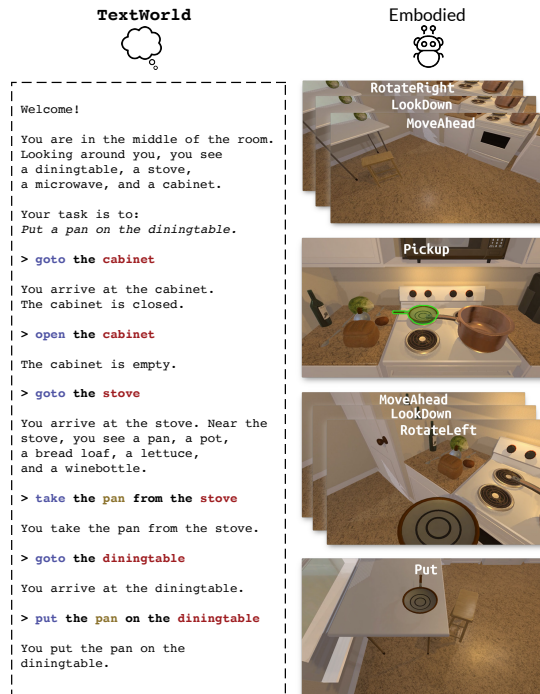 TextWorld
Embodied
Welcome!
You are in the middle of the room.
Looking around you, you see
a diningtable, a stove,
a microwave, and a cabinet.
Your task is to:
Put a pan on the diningtable.
> goto the cabinet
You arrive at the cabinet.
The cabinet is closed.
> open the cabinet
The cabinet is empty.
> goto the stove
You arrive at the stove. Near the
stove, you see a pan, a pot,
a bread loaf, a lettuce,
and a winebottle.
> take the pan from the stove
You take the pan from the stove.
> goto the diningtable
You arrive at the diningtable.
> put the pan on the diningtable
You put the pan on the
diningtable.
RotateRight
LookDown
MoveAhead
Pickup
MoveAhead
LookDown
RotateLeft
Put